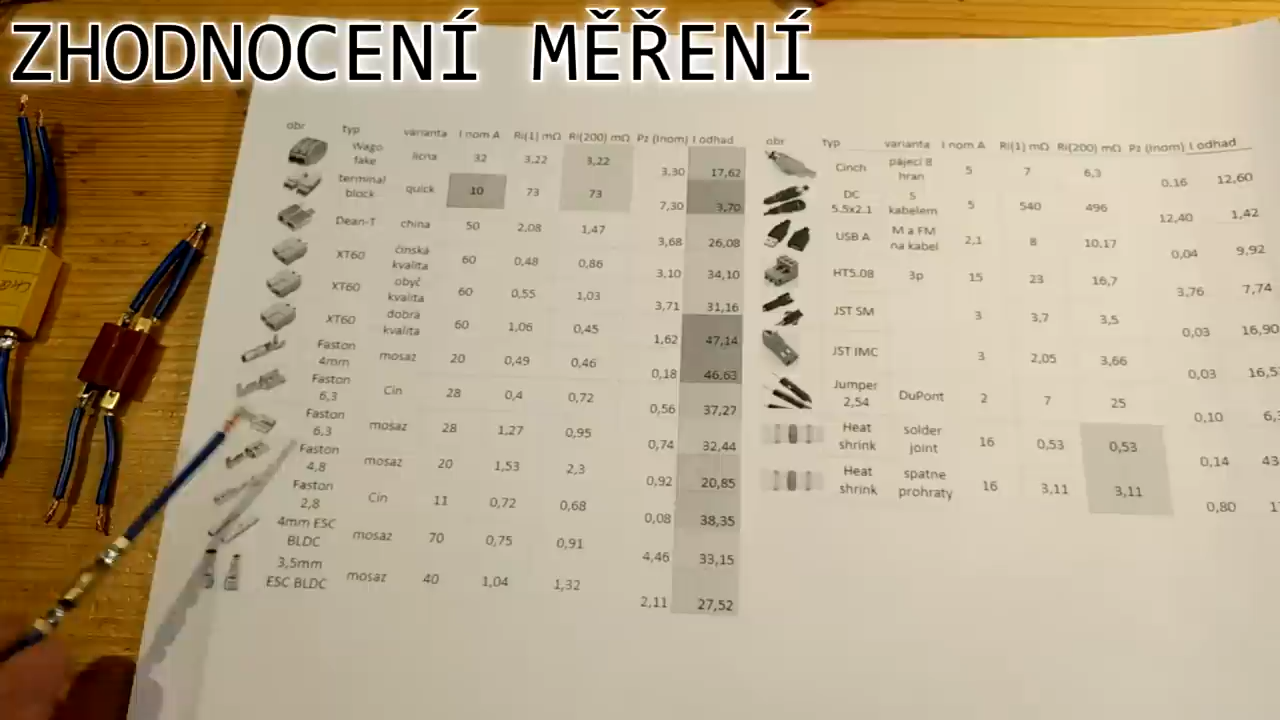 ZHODNOCENÍ MĚŘENÍ
obr typ varianta I nom A Ri(1) mΩ Ri(200) mΩ Pz (Inom) I odhad
Wago fake licna 32 3,22 3,22 3,30 17,62
terminal block quick 10 73 73 7,30 3,70
Dean-T china 50 2,08 1,47 3,68 26,08
XT60 čínská kvalita 60 0,48 0,86 3,10 34,10
XT60 obyč kvalita 60 0,55 1,03 3,71 31,16
XT60 dobrá kvalita 60 1,06 0,45 1,62 47,14
Faston 4mm mosaz 20 0,49 0,46 0,18 46,63
Faston 6,3 Cín 28 0,4 0,72 0,56 37,27
Faston 6,3 mosaz 28 1,27 0,95 0,74 32,44
Faston 4,8 mosaz 20 1,53 2,3 0,92 20,85
Faston 2,8 Cín 11 0,72 0,68 0,08 38,35
4mm ESC BLDC mosaz 70 0,75 0,91 4,46 33,15
3,5mm ESC BLDC mosaz 40 1,04 1,32 2,11 27,52
obr typ varianta I nom A Ri(1) mΩ Ri(200) mΩ Pz (Inom) I odhad
Cinch pájecí 8 hran 5 7 6,3 0,16 12,60
DC 5.5x2.1 s kabelem 5 540 496 12,40 1,42
USB A M a FM na kabel 2,1 8 10,17 0,04 9,92
HT5.08 3p 15 23 16,7 3,76 7,74
JST SM 3 3,7 3,5 0,03 16,90
JST IMC 3 2,05 3,66 0,03 16,5
Jumper 2,54 DuPont 2 7 25 0,10 6,
Heat shrink solder joint 16 0,53 0,53 0,14 43
Heat shrink spatne prohraty 16 3,11 3,11 0,80 1